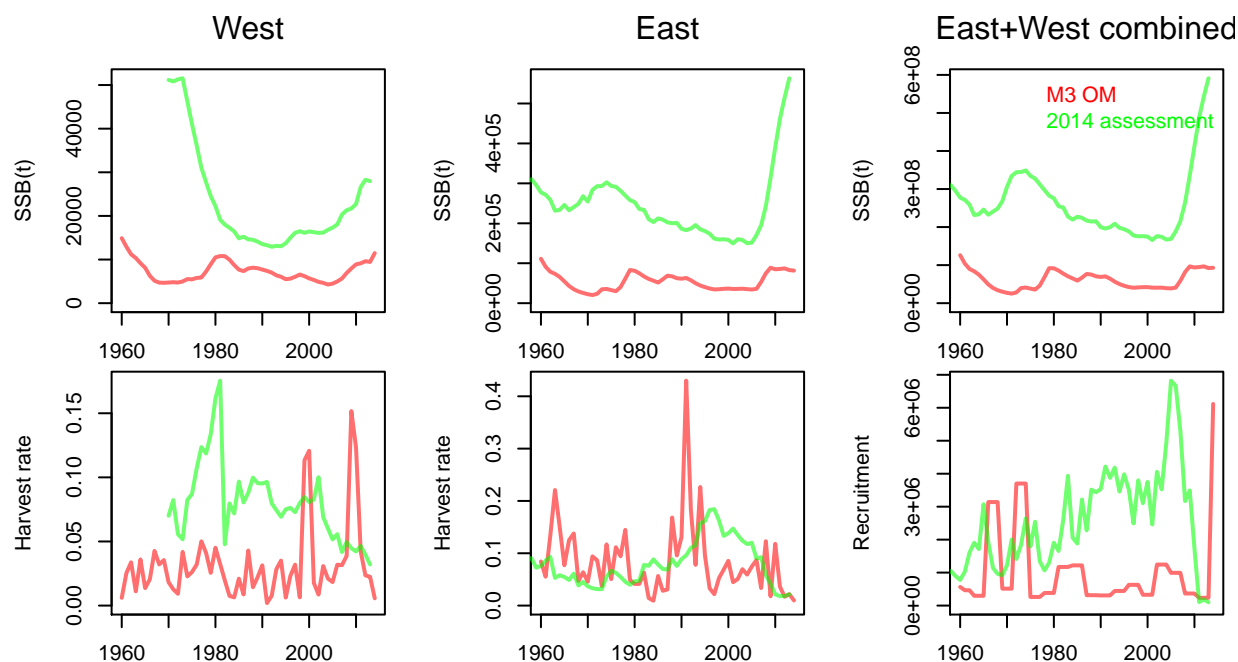 West
East
East+West combined
SSB(t)
0
20000
40000
1960
1980
2000
SSB(t)
0e+00
2e+05
4e+05
1960
1980
2000
SSB(t)
0e+00
3e+08
6e+08
M3 OM
2014 assessment
1960
1980
2000
Harvest rate
0.00
0.05
0.10
0.15
1960
1980
2000
Harvest rate
0.0
0.1
0.2
0.3
0.4
1960
1980
2000
Recruitment
0e+00
3e+06
6e+06
1960
1980
2000